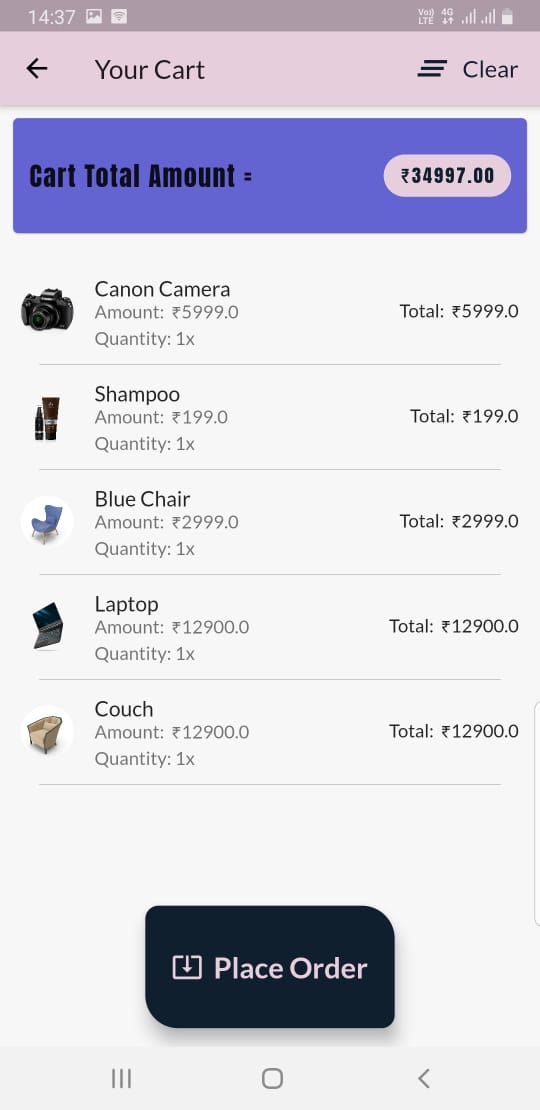 14:37
Vo) 4G
LTE
Your Cart
Clear
Cart Total Amount =
₹34997.00
Canon Camera
Amount: ₹5999.0
Total: ₹5999.0
Quantity: 1x
Shampoo
Amount: ₹199.0
Total: ₹199.0
Quantity: 1x
Blue Chair
Amount: ₹2999.0
Total: ₹2999.0
Quantity: 1x
Laptop
Amount: ₹12900.0
Total: ₹12900.0
Quantity: 1x
Couch
Amount: ₹12900.0
Total: ₹12900.0
Quantity: 1x
Place Order